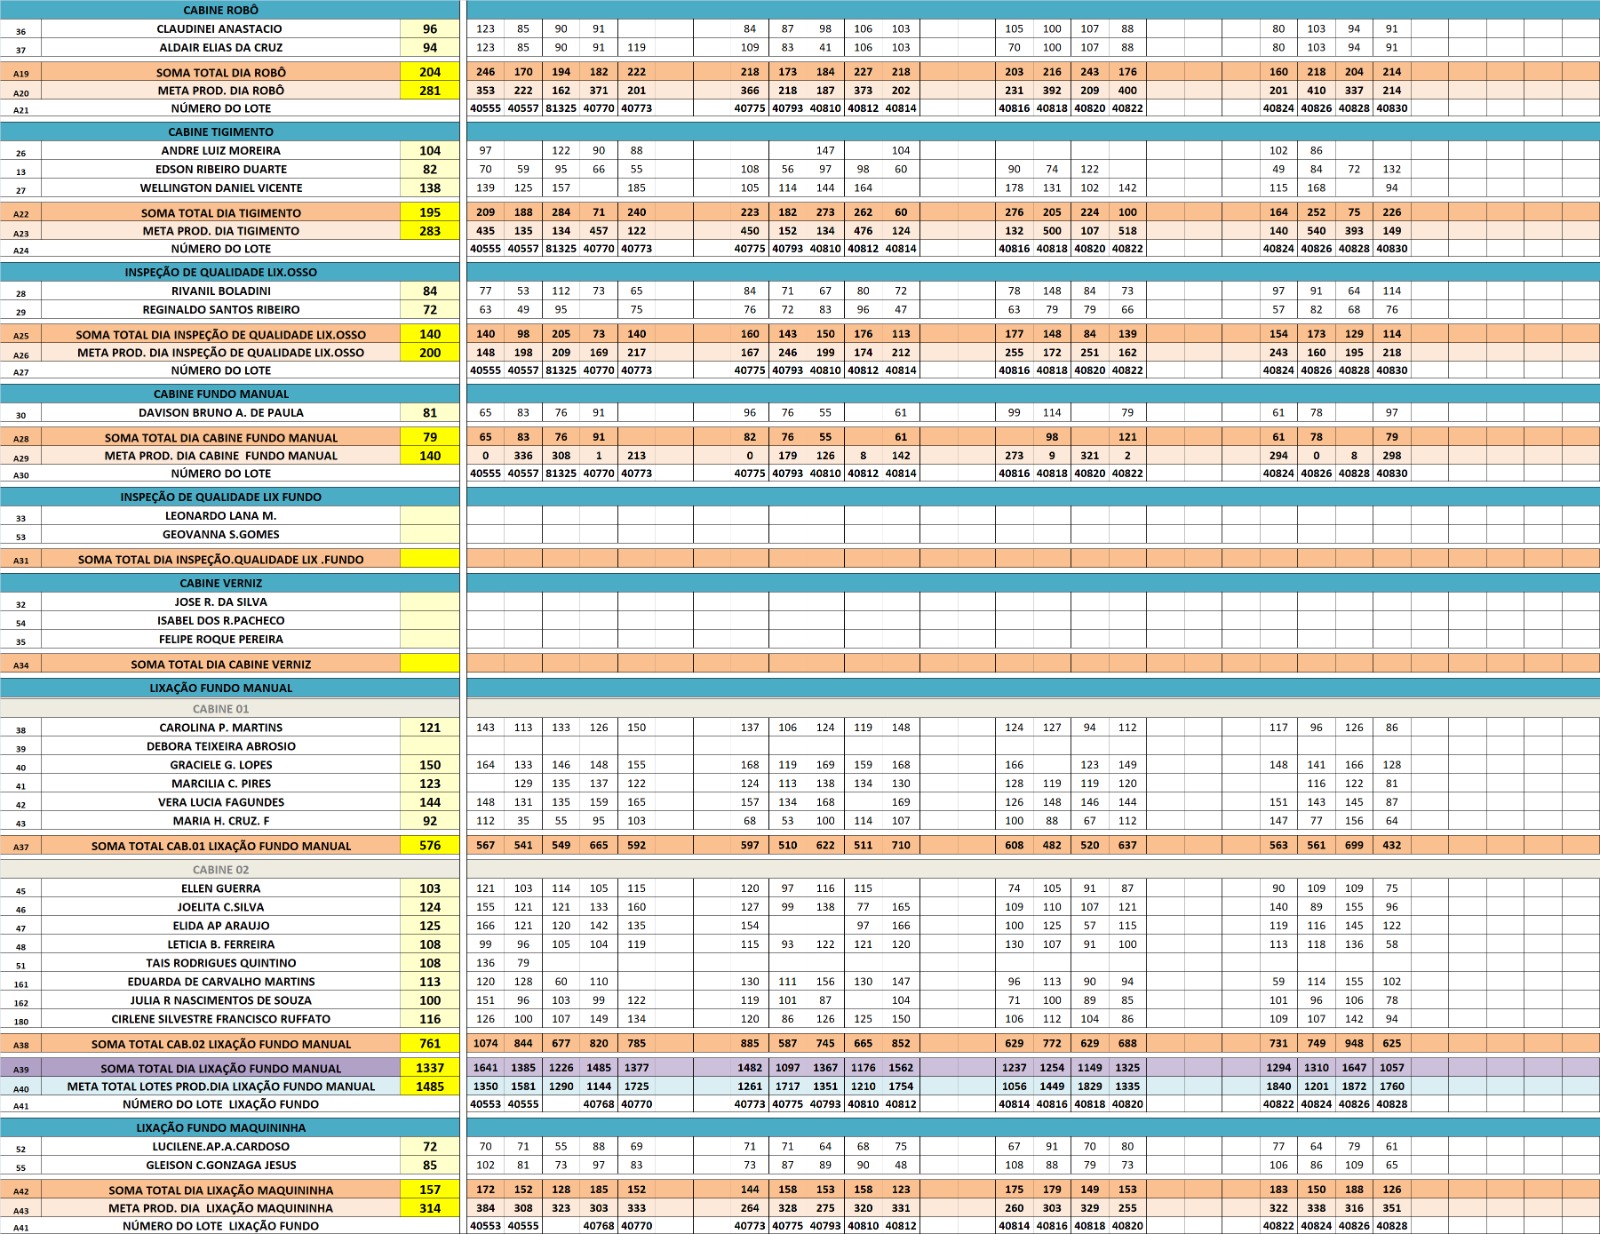 CABINE ROBÔ
36 CLAUDINEI ANASTACIO 96 123 85 90 91 84 87 98 106 103 105 100 107 88 80 103 94 91
37 ALDAIR ELIAS DA CRUZ 94 123 85 90 91 119 109 83 41 106 103 70 100 107 88 80 103 94 91
A19 SOMA TOTAL DIA ROBÔ 204 246 170 194 182 222 218 173 184 227 218 203 216 243 176 160 218 204 214
A20 META PROD. DIA ROBÔ 281 353 222 162 371 201 366 218 187 373 202 231 392 209 400 201 410 337 214
A21 NÚMERO DO LOTE 40555 40557 81325 40770 40773 40775 40793 40810 40812 40814 40816 40818 40820 40822 40824 40826 40828 40830
CABINE TIGIMENTO
26 ANDRE LUIZ MOREIRA 104 97 122 90 88 147 104 102 86
13 EDSON RIBEIRO DUARTE 82 70 59 95 66 55 108 56 97 98 60 90 74 122 49 84 72 132
27 WELLINGTON DANIEL VICENTE 138 139 125 157 185 105 114 144 164 178 131 102 142 115 168 94
A22 SOMA TOTAL DIA TIGIMENTO 195 209 188 284 71 240 223 182 273 262 60 276 205 224 100 164 252 75 226
A23 META PROD. DIA TIGIMENTO 283 435 135 134 457 122 450 152 134 476 124 132 500 107 518 140 540 393 149
A24 NÚMERO DO LOTE 40555 40557 81325 40770 40773 40775 40793 40810 40812 40814 40816 40818 40820 40822 40824 40826 40828 40830
INSPEÇÃO DE QUALIDADE LIX.OSSO
28 RIVANIL BOLADINI 84 77 53 112 73 65 84 71 67 80 72 78 148 84 73 97 91 64 114
29 REGINALDO SANTOS RIBEIRO 72 63 49 95 75 76 72 83 96 47 63 79 79 66 57 82 68 76
A25 SOMA TOTAL DIA INSPEÇÃO DE QUALIDADE LIX.OSSO 140 140 98 205 73 140 160 143 150 176 113 177 148 84 139 154 173 129 114
A26 META PROD. DIA INSPEÇÃO DE QUALIDADE LIX.OSSO 200 148 198 209 169 217 167 246 199 174 212 255 172 251 162 243 160 195 218
A27 NÚMERO DO LOTE 40555 40557 81325 40770 40773 40775 40793 40810 40812 40814 40816 40818 40820 40822 40824 40826 40828 40830
CABINE FUNDO MANUAL
30 DAVISON BRUNO A. DE PAULA 81 65 83 76 91 96 76 55 61 99 114 79 61 78 97
A28 SOMA TOTAL DIA CABINE FUNDO MANUAL 79 65 83 76 91 82 76 55 61 98 121 61 78 79
A29 META PROD. DIA CABINE FUNDO MANUAL 140 0 336 308 1 213 0 179 126 8 142 273 9 321 2 294 0 8 298
A30 NÚMERO DO LOTE 40555 40557 81325 40770 40773 40775 40793 40810 40812 40814 40816 40818 40820 40822 40824 40826 40828 40830
INSPEÇÃO DE QUALIDADE LIX FUNDO
33 LEONARDO LANA M.
53 GEOVANNA S.GOMES
A31 SOMA TOTAL DIA INSPEÇÃO.QUALIDADE LIX .FUNDO
CABINE VERNIZ
32 JOSE R. DA SILVA
54 ISABEL DOS R.PACHECO
35 FELIPE ROQUE PEREIRA
A34 SOMA TOTAL DIA CABINE VERNIZ
LIXAÇÃO FUNDO MANUAL
CABINE 01
38 CAROLINA P. MARTINS 121 143 113 133 126 150 137 106 124 119 148 124 127 94 112 117 96 126 86
39 DEBORA TEIXEIRA ABROSIO
40 GRACIELE G. LOPES 150 164 133 146 148 155 168 119 169 159 168 166 123 149 148 141 166 128
41 MARCILIA C. PIRES 123 129 135 137 122 124 113 138 134 130 128 119 119 120 116 122 81
42 VERA LUCIA FAGUNDES 144 148 131 135 159 165 157 134 168 169 126 148 146 144 151 143 145 87
43 MARIA H. CRUZ. F 92 112 35 55 95 103 68 53 100 114 107 100 88 67 112 147 77 156 64
A37 SOMA TOTAL CAB.01 LIXAÇÃO FUNDO MANUAL 576 567 541 549 665 592 597 510 622 511 710 608 482 520 637 563 561 699 432
CABINE 02
45 ELLEN GUERRA 103 121 103 114 105 115 120 97 116 115 74 105 91 87 90 109 109 75
46 JOELITA C.SILVA 124 155 121 121 133 160 127 99 138 77 165 109 110 107 121 140 89 155 96
47 ELIDA AP ARAUJO 125 166 121 120 142 135 154 97 166 100 125 57 115 119 116 145 122
48 LETICIA B. FERREIRA 108 99 96 105 104 119 115 93 122 121 120 130 107 91 100 113 118 136 58
51 TAIS RODRIGUES QUINTINO 108 136 79
161 EDUARDA DE CARVALHO MARTINS 113 120 128 60 110 130 111 156 130 147 96 113 90 94 59 114 155 102
162 JULIA R NASCIMENTOS DE SOUZA 100 151 96 103 99 122 119 101 87 104 71 100 89 85 101 96 106 78
180 CIRLENE SILVESTRE FRANCISCO RUFFATO 116 126 100 107 149 134 120 86 126 125 150 106 112 104 86 109 107 142 94
A38 SOMA TOTAL CAB.02 LIXAÇÃO FUNDO MANUAL 761 1074 844 677 820 785 885 587 745 665 852 629 772 629 688 731 749 948 625
A39 SOMA TOTAL DIA LIXAÇÃO FUNDO MANUAL 1337 1641 1385 1226 1485 1377 1482 1097 1367 1176 1562 1237 1254 1149 1325 1294 1310 1647 1057
A40 META TOTAL LOTES PROD.DIA LIXAÇÃO FUNDO MANUAL 1485 1350 1581 1290 1144 1725 1261 1717 1351 1210 1754 1056 1449 1829 1335 1840 1201 1872 1760
A41 NÚMERO DO LOTE LIXAÇÃO FUNDO 40553 40555 40768 40770 40773 40775 40793 40810 40812 40814 40816 40818 40820 40822 40824 40826 40828
LIXAÇÃO FUNDO MAQUININHA
52 LUCILENE.AP.A.CARDOSO 72 70 71 55 88 69 71 71 64 68 75 67 91 70 80 77 64 79 61
55 GLEISON C.GONZAGA JESUS 85 102 81 73 97 83 73 87 89 90 48 108 88 79 73 106 86 109 65
A42 SOMA TOTAL DIA LIXAÇÃO MAQUININHA 157 172 152 128 185 152 144 158 153 158 123 175 179 149 153 183 150 188 126
A43 META PROD. DIA LIXAÇÃO MAQUININHA 314 384 308 323 303 333 264 328 275 320 331 260 303 329 255 322 338 316 351
A41 NÚMERO DO LOTE LIXAÇÃO FUNDO 40553 40555 40768 40770 40773 40775 40793 40810 40812 40814 40816 40818 40820 40822 40824 40826 40828